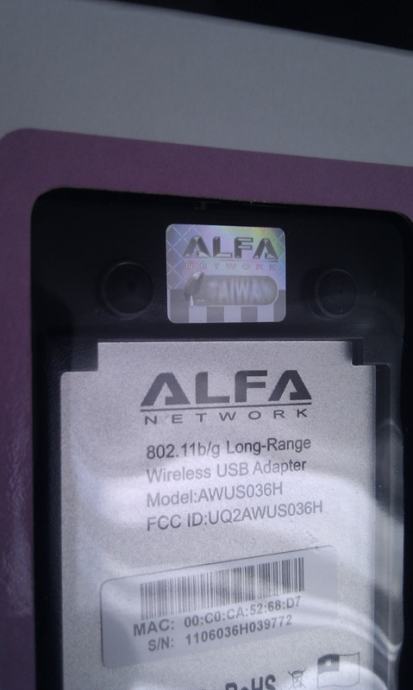 ALFA
NETWORK
TAIWAN
ALFA
NETWORK
802.11b/g Long-Range
Wireless USB Adapter
Model:AWUS036H
FCC ID:UQ2AWUS036H
MAC: 00:C0:CA:52:68:D7
S/N: 1106036H039772
RoHS